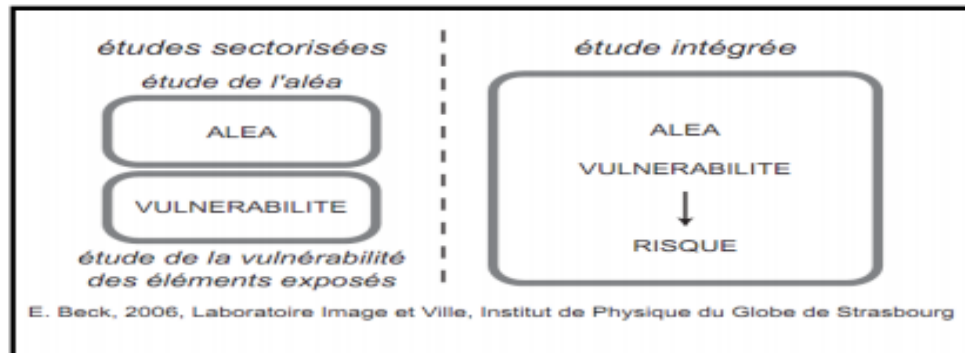 études sectorisées
étude de l'aléa
ALEA
VULNERABILITE
étude de la vulnérabilité
des éléments exposés
étude intégrée
ALEA
VULNERABILITE
RISQUE
E. Beck, 2006, Laboratoire Image et Ville, Institut de Physique du Globe de Strasbourg